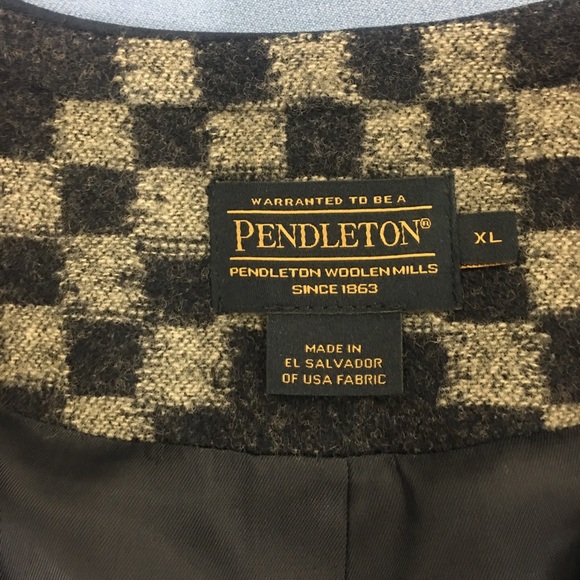 WARRANTED TO BE A
PENDLETON®
PENDLETON WOOLEN MILLS
SINCE 1863
XL
MADE IN
EL SALVADOR
OF USA FABRIC